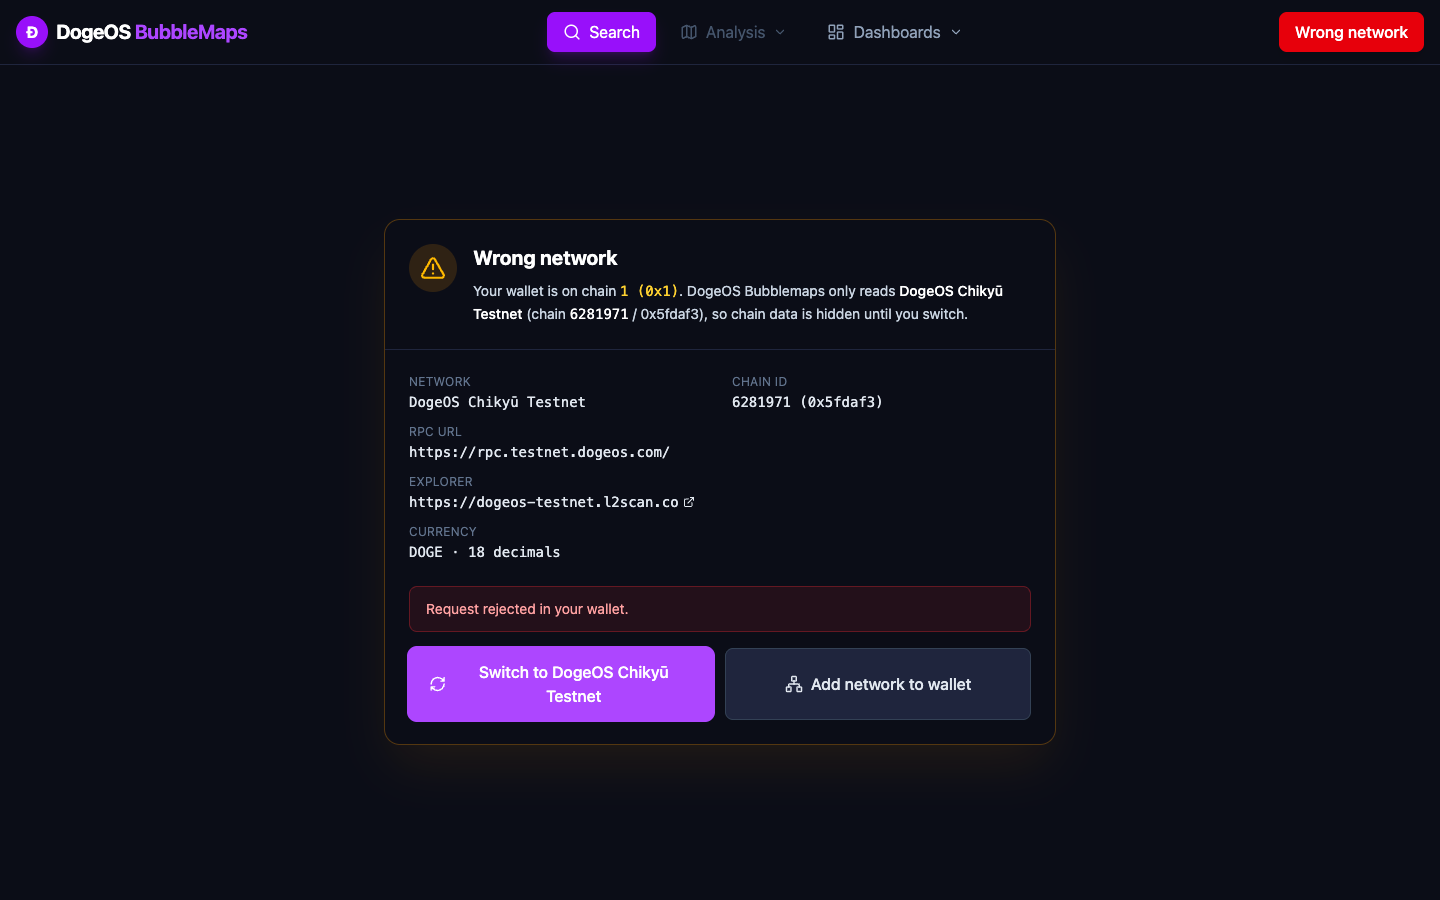 Ð DogeOS BubbleMaps
Search
Analysis
Dashboards
Wrong network
Wrong network
Your wallet is on chain 1 (0x1). DogeOS Bubblemaps only reads DogeOS Chikyū
Testnet (chain 6281971 / 0x5fdaf3), so chain data is hidden until you switch.
NETWORK
DogeOS Chikyū Testnet
CHAIN ID
6281971 (0x5fdaf3)
RPC URL
https://rpc.testnet.dogeos.com/
EXPLORER
https://dogeos-testnet.l2scan.co
CURRENCY
DOGE · 18 decimals
Request rejected in your wallet.
Switch to DogeOS Chikyū
Testnet
Add network to wallet